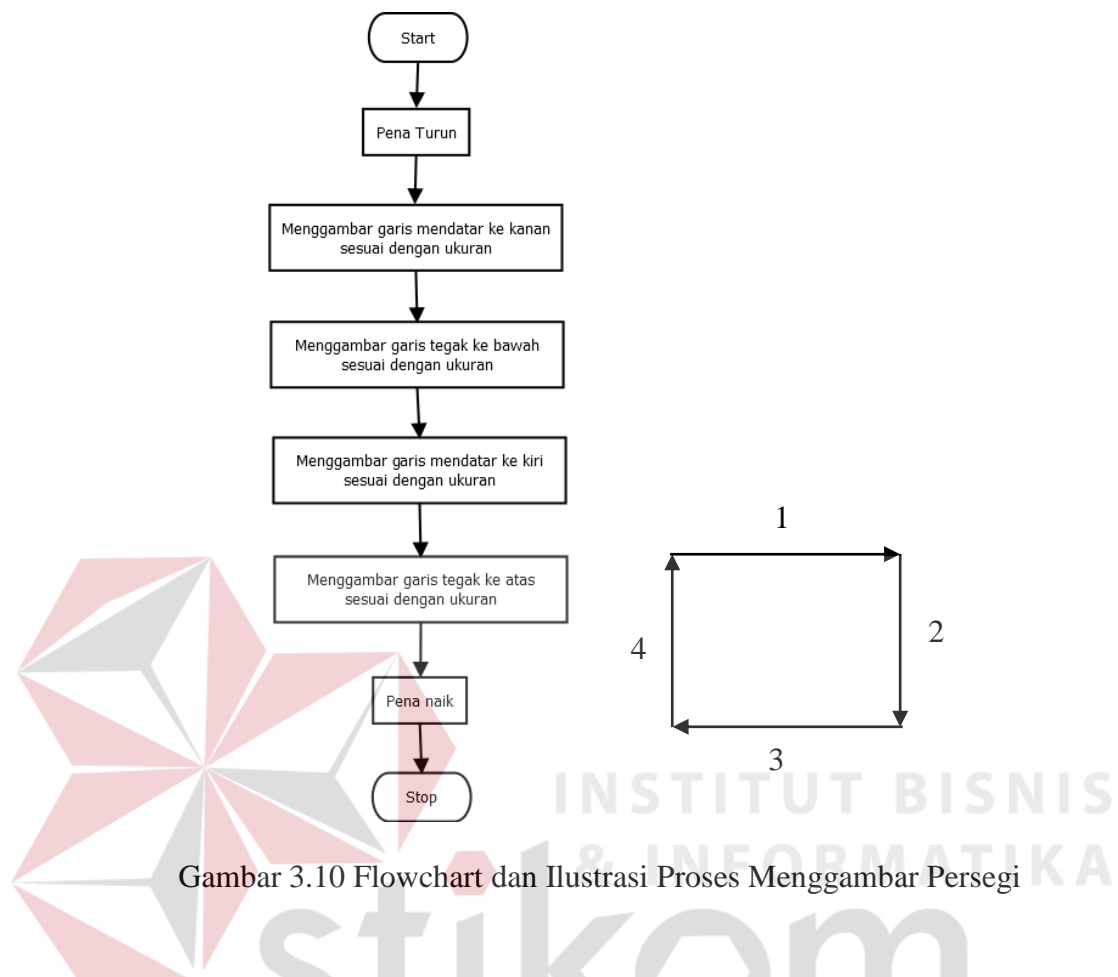 Start
Pena Turun
Menggambar garis mendatar ke kanan
sesuai dengan ukuran
Menggambar garis tegak ke bawah
sesuai dengan ukuran
Menggambar garis mendatar ke kiri
sesuai dengan ukuran
Menggambar garis tegak ke atas
sesuai dengan ukuran
Pena naik
Stop
1
2
3
4
INSTITUT BISNIS
& INFORMATIKA
stikom
Gambar 3.10 Flowchart dan Ilustrasi Proses Menggambar Persegi